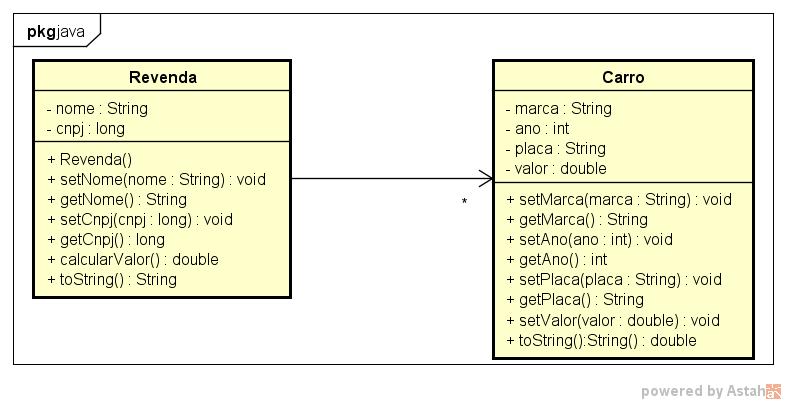 pkg java
Revenda
- nome : String
- cnpj : long
+ Revenda()
+ setNome(nome : String) : void
+ getNome() : String
+ setCnpj(cnpj : long) : void
+ getCnpj() : long
+ calcularValor() : double
+ toString() : String
*
Carro
- marca : String
- ano : int
- placa : String
- valor : double
+ setMarca(marca : String) : void
+ getMarca() : String
+ setAno(ano : int) : void
+ getAno() : int
+ setPlaca(placa : String) : void
+ getPlaca() : String
+ setValor(valor : double) : void
+ toString():String() : double
powered by Astah